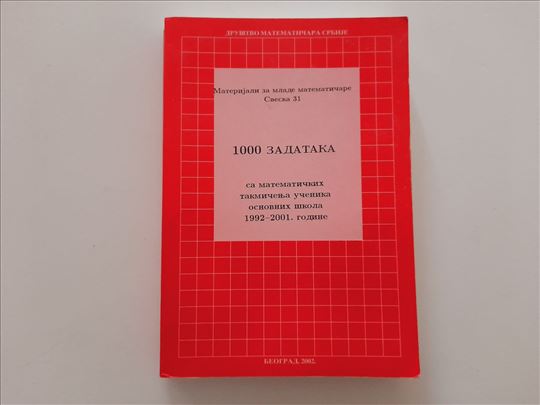 ДРУШТВО МАТЕМАТИЧАРА СРБИЈЕ
Материјали за младе математичаре
Свеска 31
1000 ЗАДАТАКА
са математичких
такмичења ученика
основних школа
1992–2001. године
БЕОГРАД, 2002.